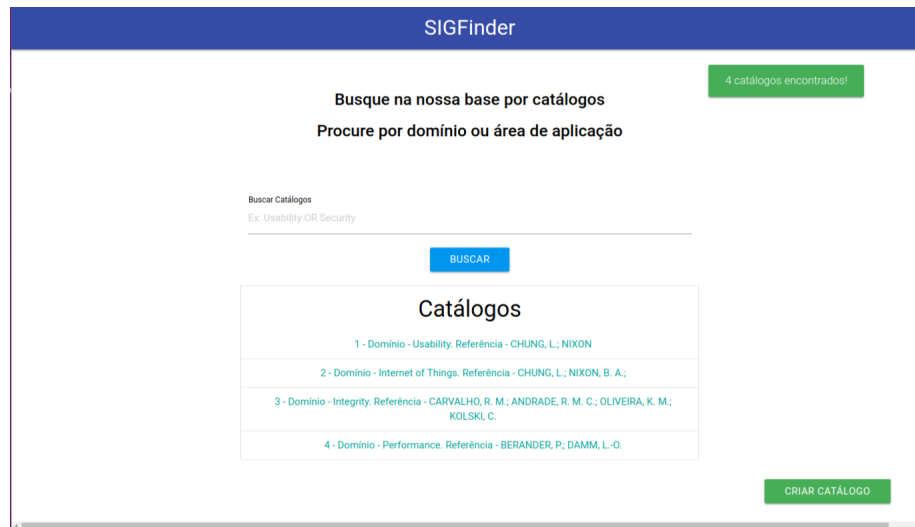 SIGFinder
4 catálogos encontrados!
Busque na nossa base por catálogos
Procure por domínio ou área de aplicação
Buscar Catálogos
Ex: Usability OR Security
BUSCAR
Catálogos
1 - Domínio - Usability. Referência - CHUNG, L.; NIXON
2 - Domínio - Internet of Things. Referência - CHUNG, L.; NIXON, B. A.;
3 - Domínio - Integrity. Referência - CARVALHO, R. M.; ANDRADE, R. M. C.; OLIVEIRA, K. M.;
KOLSKI, C.
4 - Domínio - Performance. Referência - BERANDER, P.; DAMM, L.-O.
CRIAR CATÁLOGO